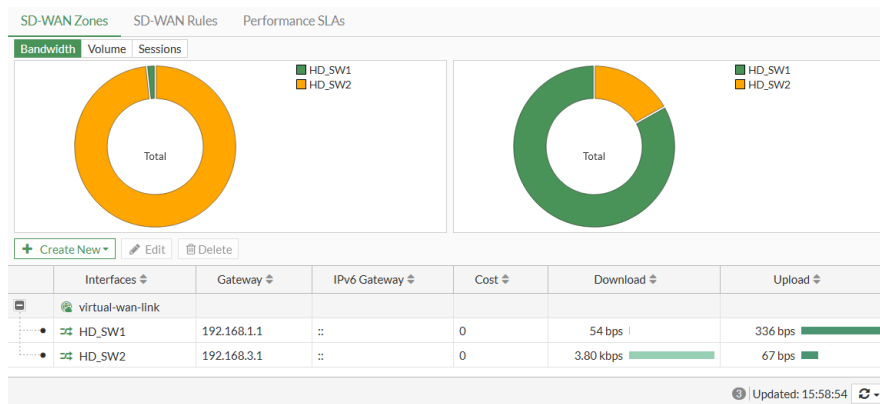 SD-WAN Zones SD-WAN Rules Performance SLAs
Bandwidth Volume Sessions
HD_SW1
HD_SW2
Total
HD_SW1
HD_SW2
Total
Create New Edit Delete
Interfaces Gateway IPv6 Gateway Cost Download Upload
virtual-wan-link
HD_SW1 192.168.1.1 :: 0 54 bps 336 bps
HD_SW2 192.168.3.1 :: 0 3.80 kbps 67 bps
3 Updated: 15:58:54